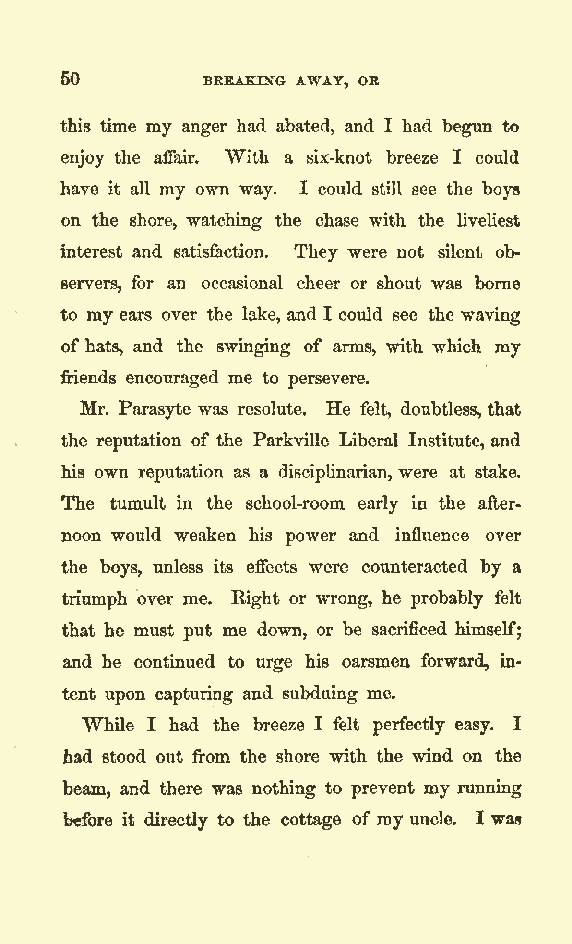 50 BREAKING AWAY, OR
this time my anger had abated, and I had begun to
enjoy the affair. With a six-knot breeze I could
have it all my own way. I could still see the boys
on the shore, watching the chase with the liveliest
interest and satisfaction. They were not silent ob-
servers, for an occasional cheer or shout was borne
to my ears over the lake, and I could see the waving
of hats, and the swinging of arms, with which my
friends encouraged me to persevere.
Mr. Parasyte was resolute. He felt, doubtless, that
the reputation of the Parkville Liberal Institute, and
his own reputation as a disciplinarian, were at stake.
The tumult in the school-room early in the after-
noon would weaken his power and influence over
the boys, unless its effects were counteracted by a
triumph over me. Right or wrong, he probably felt
that he must put me down, or be sacrificed himself;
and he continued to urge his oarsmen forward, in-
tent upon capturing and subduing me.
While I had the breeze I felt perfectly easy. I
had stood out from the shore with the wind on the
beam, and there was nothing to prevent my running
before it directly to the cottage of my uncle. I was